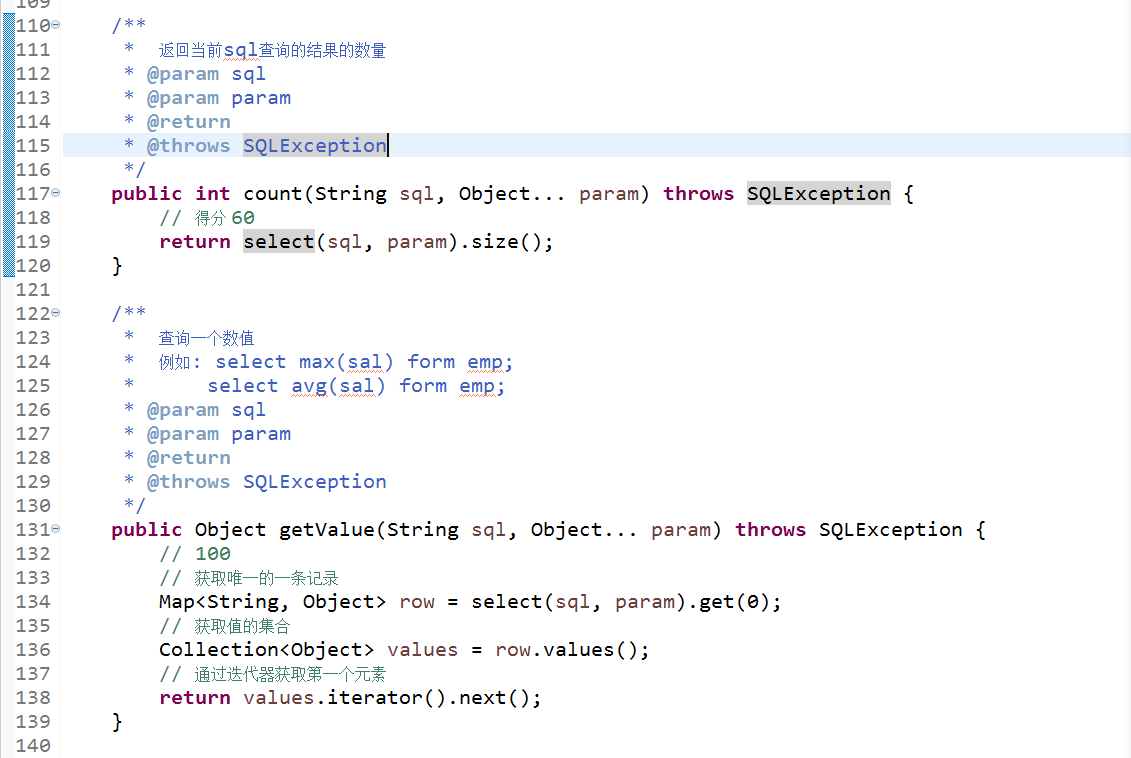 109
110 /**
111 * 返回当前sql查询的结果的数量
112 * @param sql
113 * @param param
114 * @return
115 * @throws SQLException
116 */
117 public int count(String sql, Object... param) throws SQLException {
118 // 得分 60
119 return select(sql, param).size();
120 }
121
122 /**
123 * 查询一个数值
124 * 例如: select max(sal) form emp;
125 * select avg(sal) form emp;
126 * @param sql
127 * @param param
128 * @return
129 * @throws SQLException
130 */
131 public Object getValue(String sql, Object... param) throws SQLException {
132 // 100
133 // 获取唯一的一条记录
134 Map<String, Object> row = select(sql, param).get(0);
135 // 获取值的集合
136 Collection<Object> values = row.values();
137 // 通过迭代器获取第一个元素
138 return values.iterator().next();
139 }
140